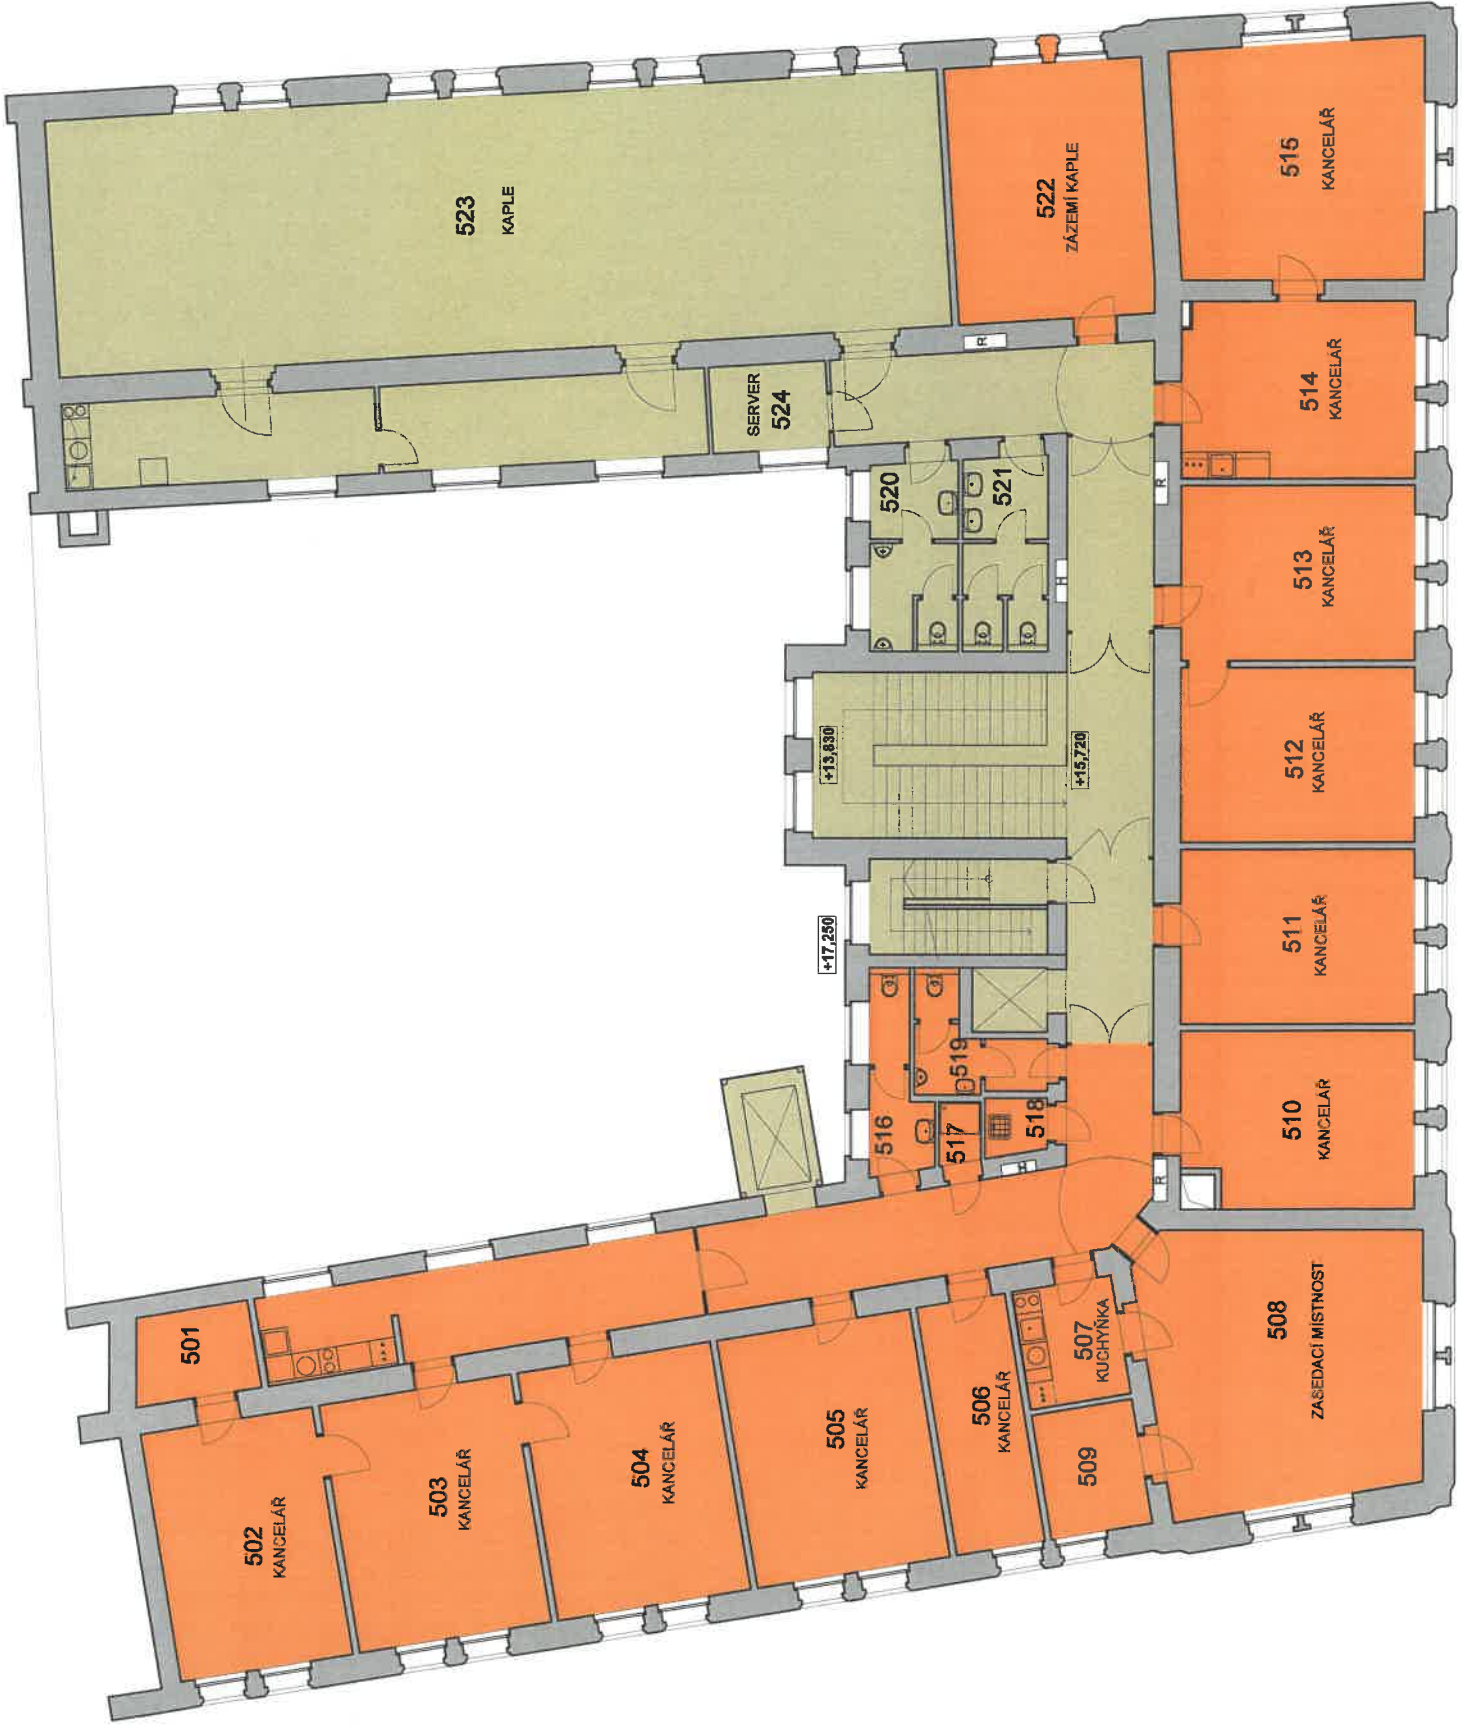 501
502
KANCELÁŘ
503
KANCELÁŘ
504
KANCELÁŘ
505
KANCELÁŘ
506
KANCELÁŘ
507
KUCHYŇKA
509
508
ZASEDACÍ MÍSTNOST
510
KANCELÁŘ
511
KANCELÁŘ
512
KANCELÁŘ
513
KANCELÁŘ
514
KANCELÁŘ
515
KANCELÁŘ
516
517
518
519
H
R
+17,250
+13,830
+15,720
520
521
H
R
SERVER
524
R
522
ZÁZEMÍ KAPLE
523
KAPLE